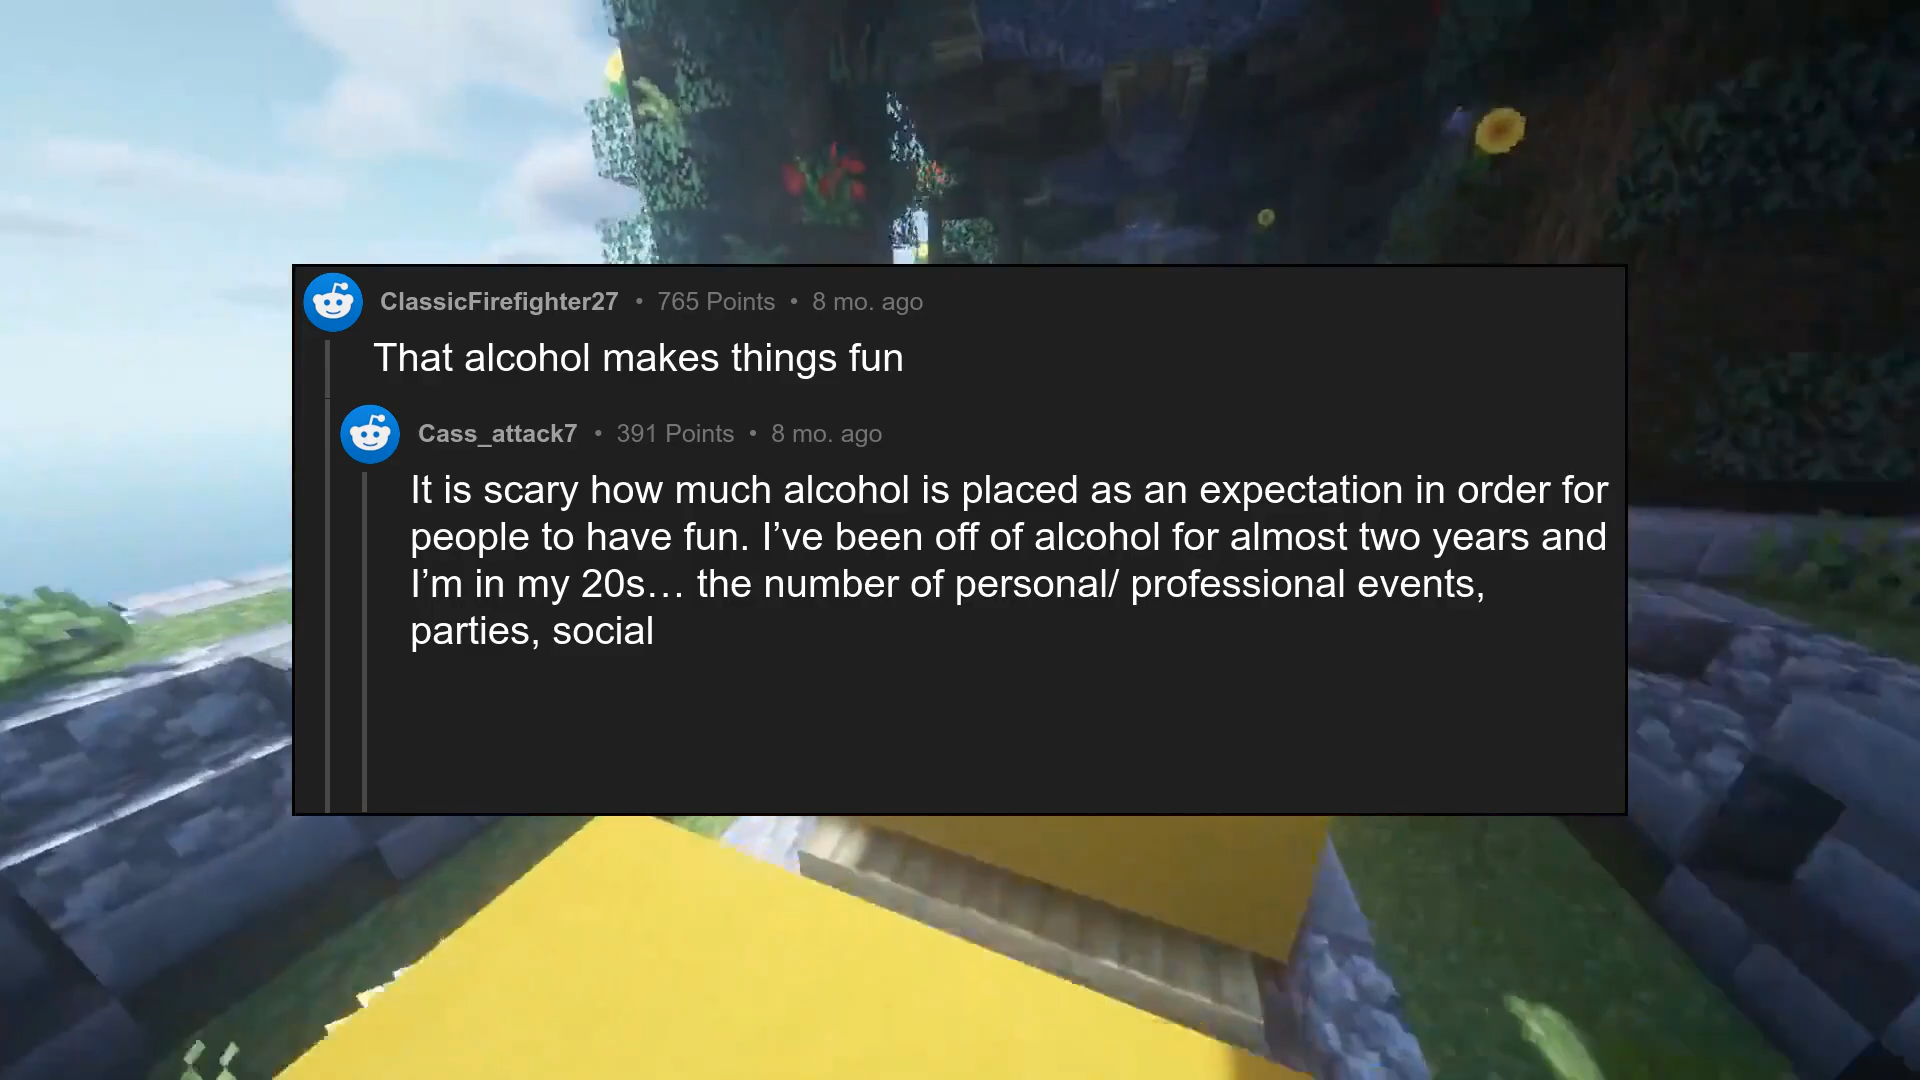 ClassicFirefighter27 • 765 Points • 8 mo. ago
That alcohol makes things fun
Cass_attack7 • 391 Points • 8 mo. ago
It is scary how much alcohol is placed as an expectation in order for
people to have fun. I’ve been off of alcohol for almost two years and
I’m in my 20s… the number of personal/ professional events,
parties, social